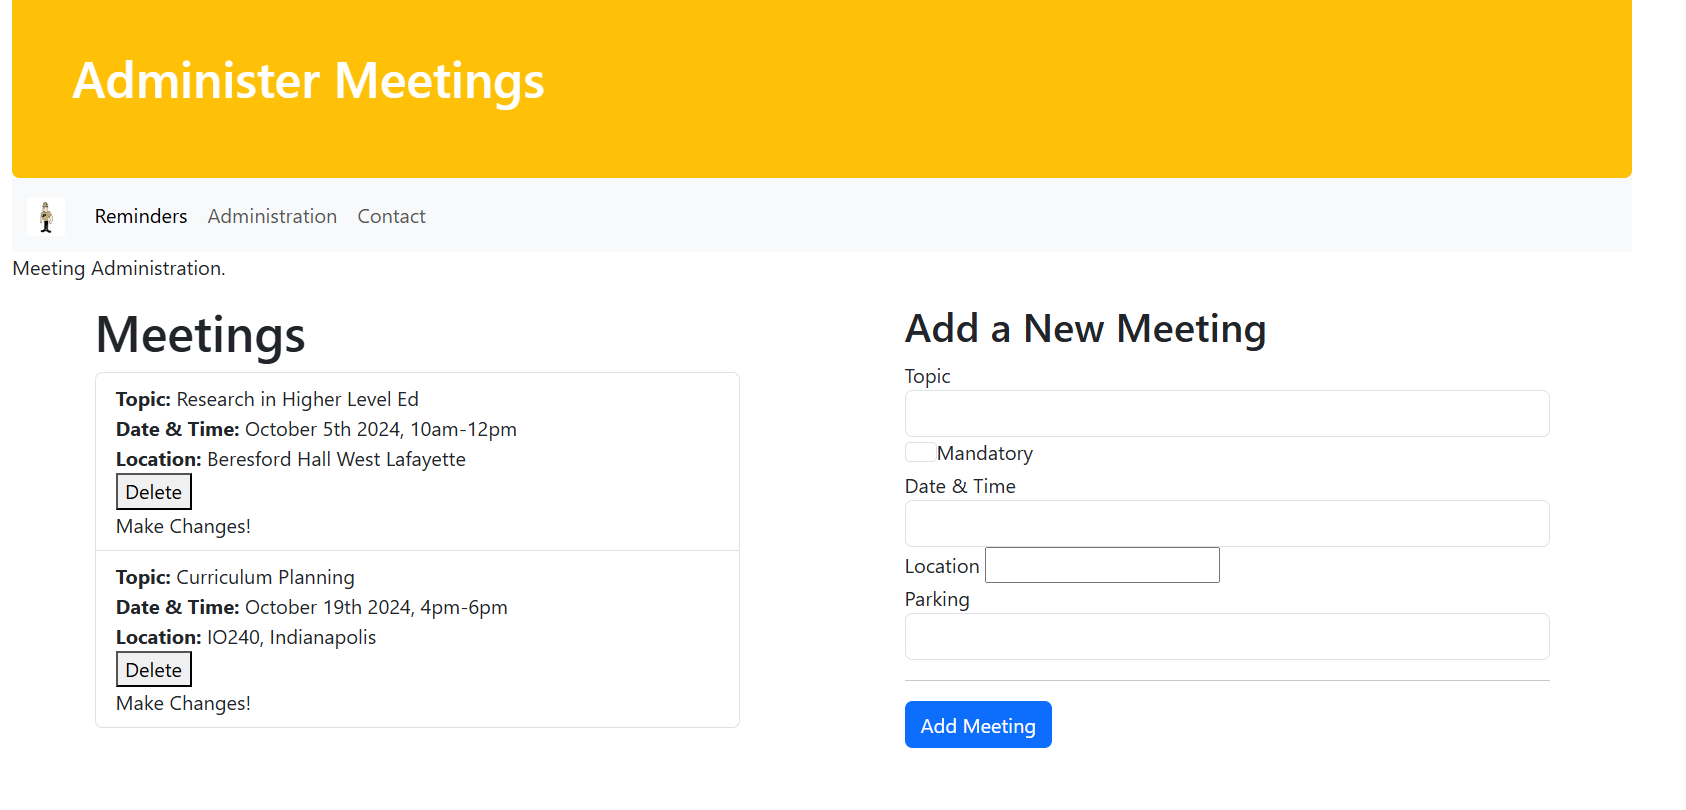 Administer Meetings
Reminders Administration Contact
Meeting Administration.
Meetings
Topic: Research in Higher Level Ed
Date & Time: October 5th 2024, 10am-12pm
Location: Beresford Hall West Lafayette
Delete
Make Changes!
Topic: Curriculum Planning
Date & Time: October 19th 2024, 4pm-6pm
Location: IO240, Indianapolis
Delete
Make Changes!
Add a New Meeting
Topic
Mandatory
Date & Time
Location
Parking
Add Meeting